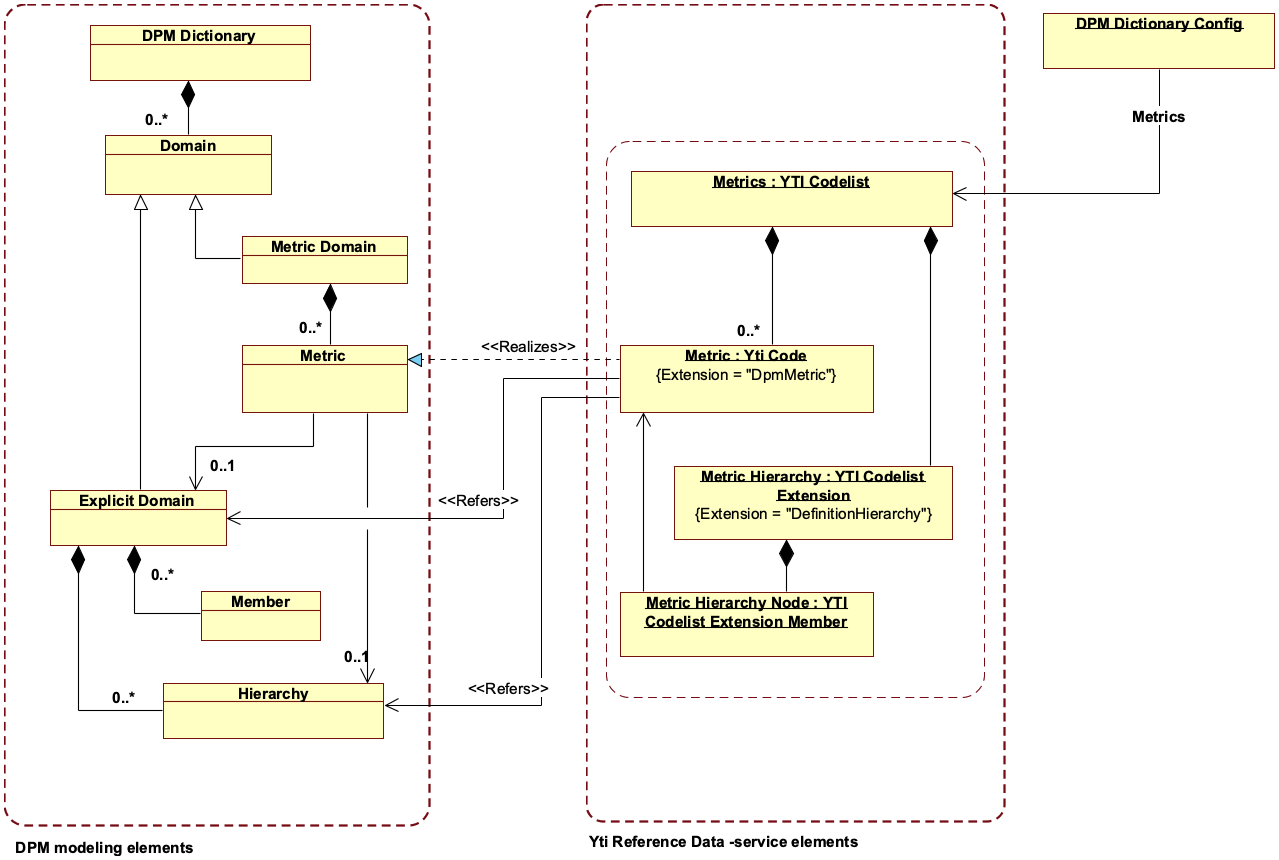 DPM Dictionary
0..*
Domain
Metric Domain
0..*
Metric
0..1
Explicit Domain
0..*
Member
0..1
Hierarchy
0..*
<<Realizes>>
<<Refers>>
<<Refers>>
DPM modeling elements
Metrics : YTI Codelist
0..*
Metric : Yti Code
{Extension = "DpmMetric"}
Metric Hierarchy : YTI Codelist
Extension
{Extension = "DefinitionHierarchy"}
Metric Hierarchy Node : YTI
Codelist Extension Member
Yti Reference Data -service elements
DPM Dictionary Config
Metrics